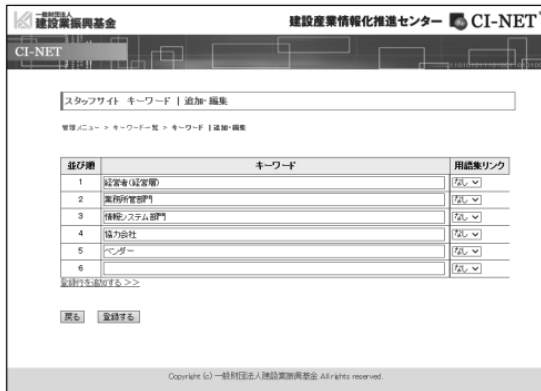 一般財団法人
建設業振興基金
建設産業情報化推進センター CI-NET
CI-NET
スタッフサイト キーワード | 追加・編集
管理メニュー > キーワード一覧 > キーワード | 追加・編集
並び順 キーワード 用語集リンク
1 経営者(経営層) なし
2 業務所管部門 なし
3 情報システム部門 なし
4 協力会社 なし
5 ベンダー なし
6 なし
登録行を追加する >>
戻る 登録する
Copyright (c) 一般財団法人建設業振興基金 All rights reserved.